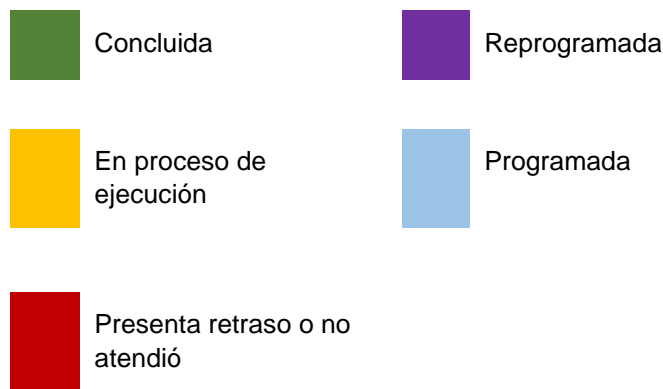 Concluida
Reprogramada
En proceso de
ejecución
Programada
Presenta retraso o no
atendió